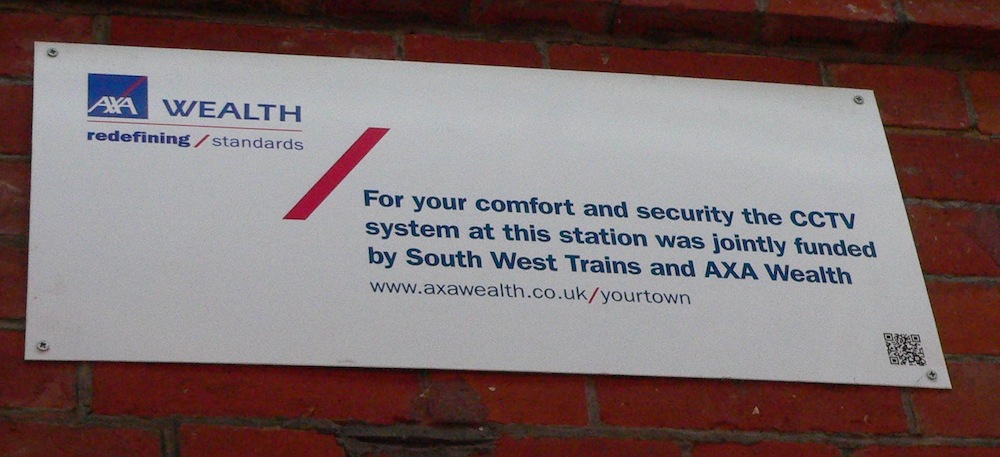 AXA WEALTH
redefining / standards
For your comfort and security the CCTV
system at this station was jointly funded
by South West Trains and AXA Wealth
www.axawealth.co.uk/yourtown